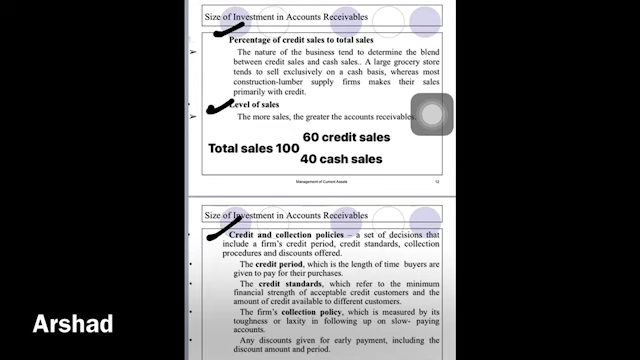 Size of Investment in Accounts Receivables
Percentage of credit sales to total sales
The nature of the business tend to determine the blend
between credit sales and cash sales.. A large grocery store
tends to sell exclusively on a cash basis, whereas most
construction-lumber supply firms makes their sales
primarily with credit.
Level of sales
The more sales, the greater the accounts receivables.
60 credit sales
Total sales 100
40 cash sales
Management of Current Assets
12
Size of Investment in Accounts Receivables
Credit and collection policies – a set of decisions that
include a firm's credit period, credit standards, collection
procedures and discounts offered.
The credit period, which is the length of time buyers are
given to pay for their purchases.
The credit standards, which refer to the minimum
financial strength of acceptable credit customers and the
amount of credit available to different customers.
The firm's collection policy, which is measured by its
toughness or laxity in following up on slow- paying
accounts.
Any discounts given for early payment, including the
discount amount and period.
Arshad